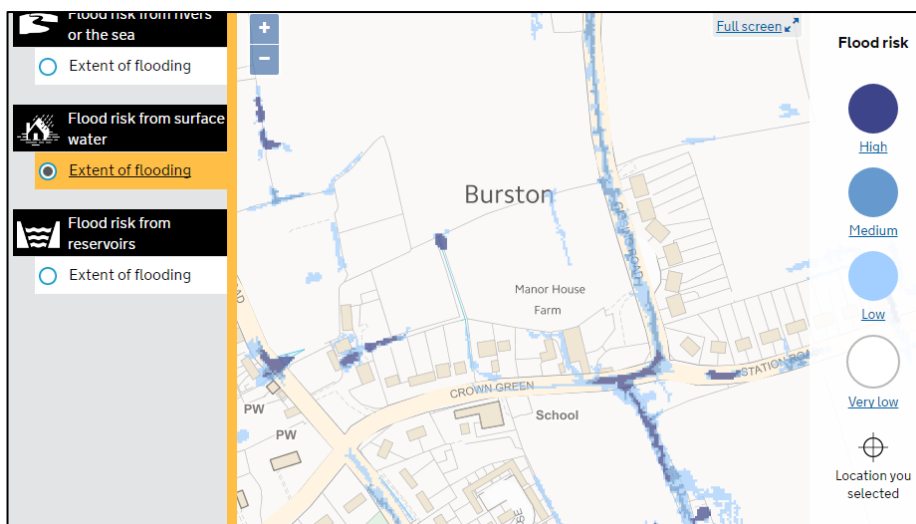 Flood risk from rivers
or the sea
Extent of flooding
Flood risk from surface
water
Extent of flooding
Flood risk from
reservoirs
Extent of flooding
+
−
Full screen
Burston
Manor House
Farm
CROWN GREEN
STATION ROA
School
PW
PW
Flood risk
High
Medium
Low
Very low
Location you
selected